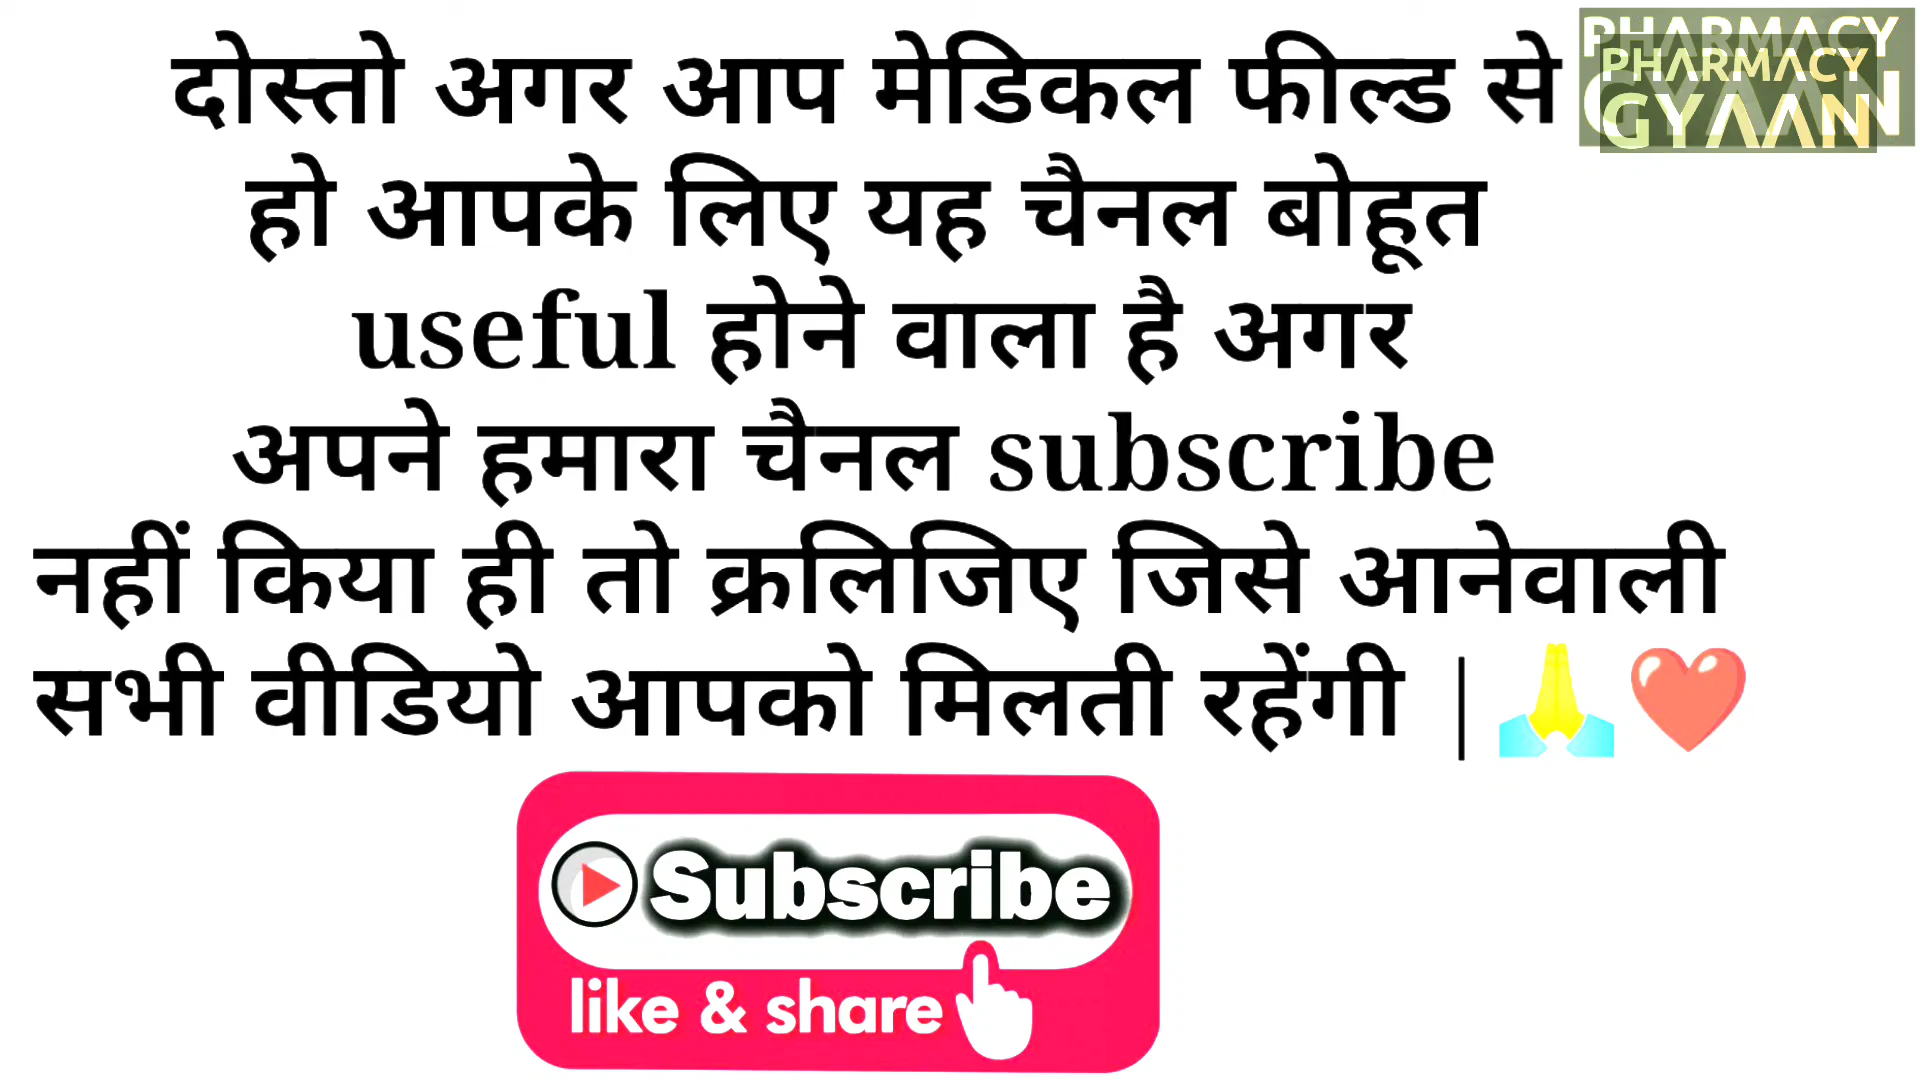 दोस्तो अगर आप मेडिकल फील्ड से
हो आपके लिए यह चैनल बोहूत
useful होने वाला है अगर
अपने हमारा चैनल subscribe
नहीं किया ही तो क्रलिजिए जिसे आनेवाली
सभी वीडियो आपको मिलती रहेंगी |🙏❤️
PHARMACY
GYAAN
PHARMACY
GYAAN
Subscribe
like & share